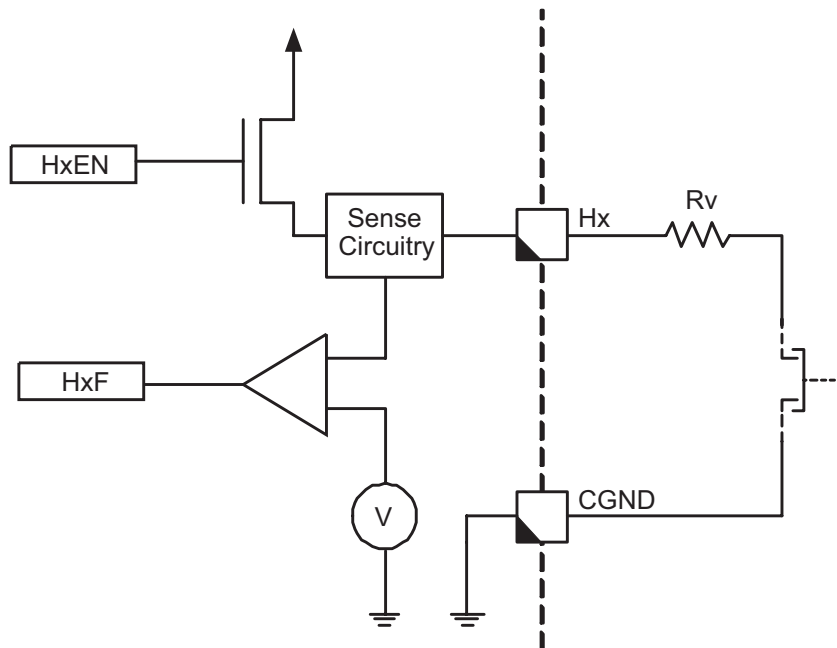 HxEN
Sense
Circuitry
Hx
Rv
HxF
V
CGND